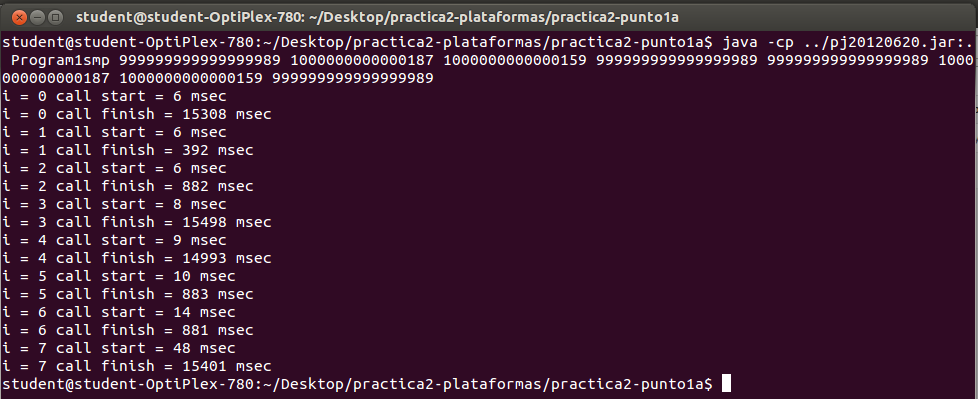 student@student-OptiPlex-780: ~/Desktop/practica2-plataformas/practica2-punto1a
student@student-OptiPlex-780:~/Desktop/practica2-plataformas/practica2-punto1a$ java -cp ../pj20120620.jar:.
Program1smp 999999999999999989 1000000000000187 1000000000000159 999999999999999989 999999999999999989 1000
000000000187 1000000000000159 999999999999999989
i = 0 call start = 6 msec
i = 0 call finish = 15308 msec
i = 1 call start = 6 msec
i = 1 call finish = 392 msec
i = 2 call start = 6 msec
i = 2 call finish = 882 msec
i = 3 call start = 8 msec
i = 3 call finish = 15498 msec
i = 4 call start = 9 msec
i = 4 call finish = 14993 msec
i = 5 call start = 10 msec
i = 5 call finish = 883 msec
i = 6 call start = 14 msec
i = 6 call finish = 881 msec
i = 7 call start = 48 msec
i = 7 call finish = 15401 msec
student@student-OptiPlex-780:~/Desktop/practica2-plataformas/practica2-punto1a$